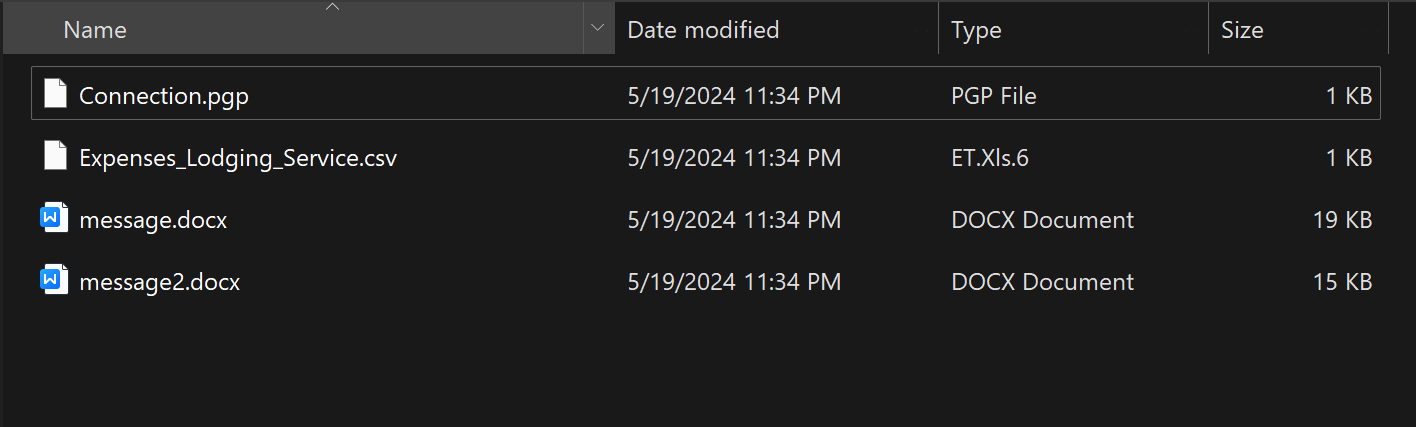 Name Date modified Type Size
Connection.pgp 5/19/2024 11:34 PM PGP File 1 KB
Expenses_Lodging_Service.csv 5/19/2024 11:34 PM ET.Xls.6 1 KB
message.docx 5/19/2024 11:34 PM DOCX Document 19 KB
message2.docx 5/19/2024 11:34 PM DOCX Document 15 KB